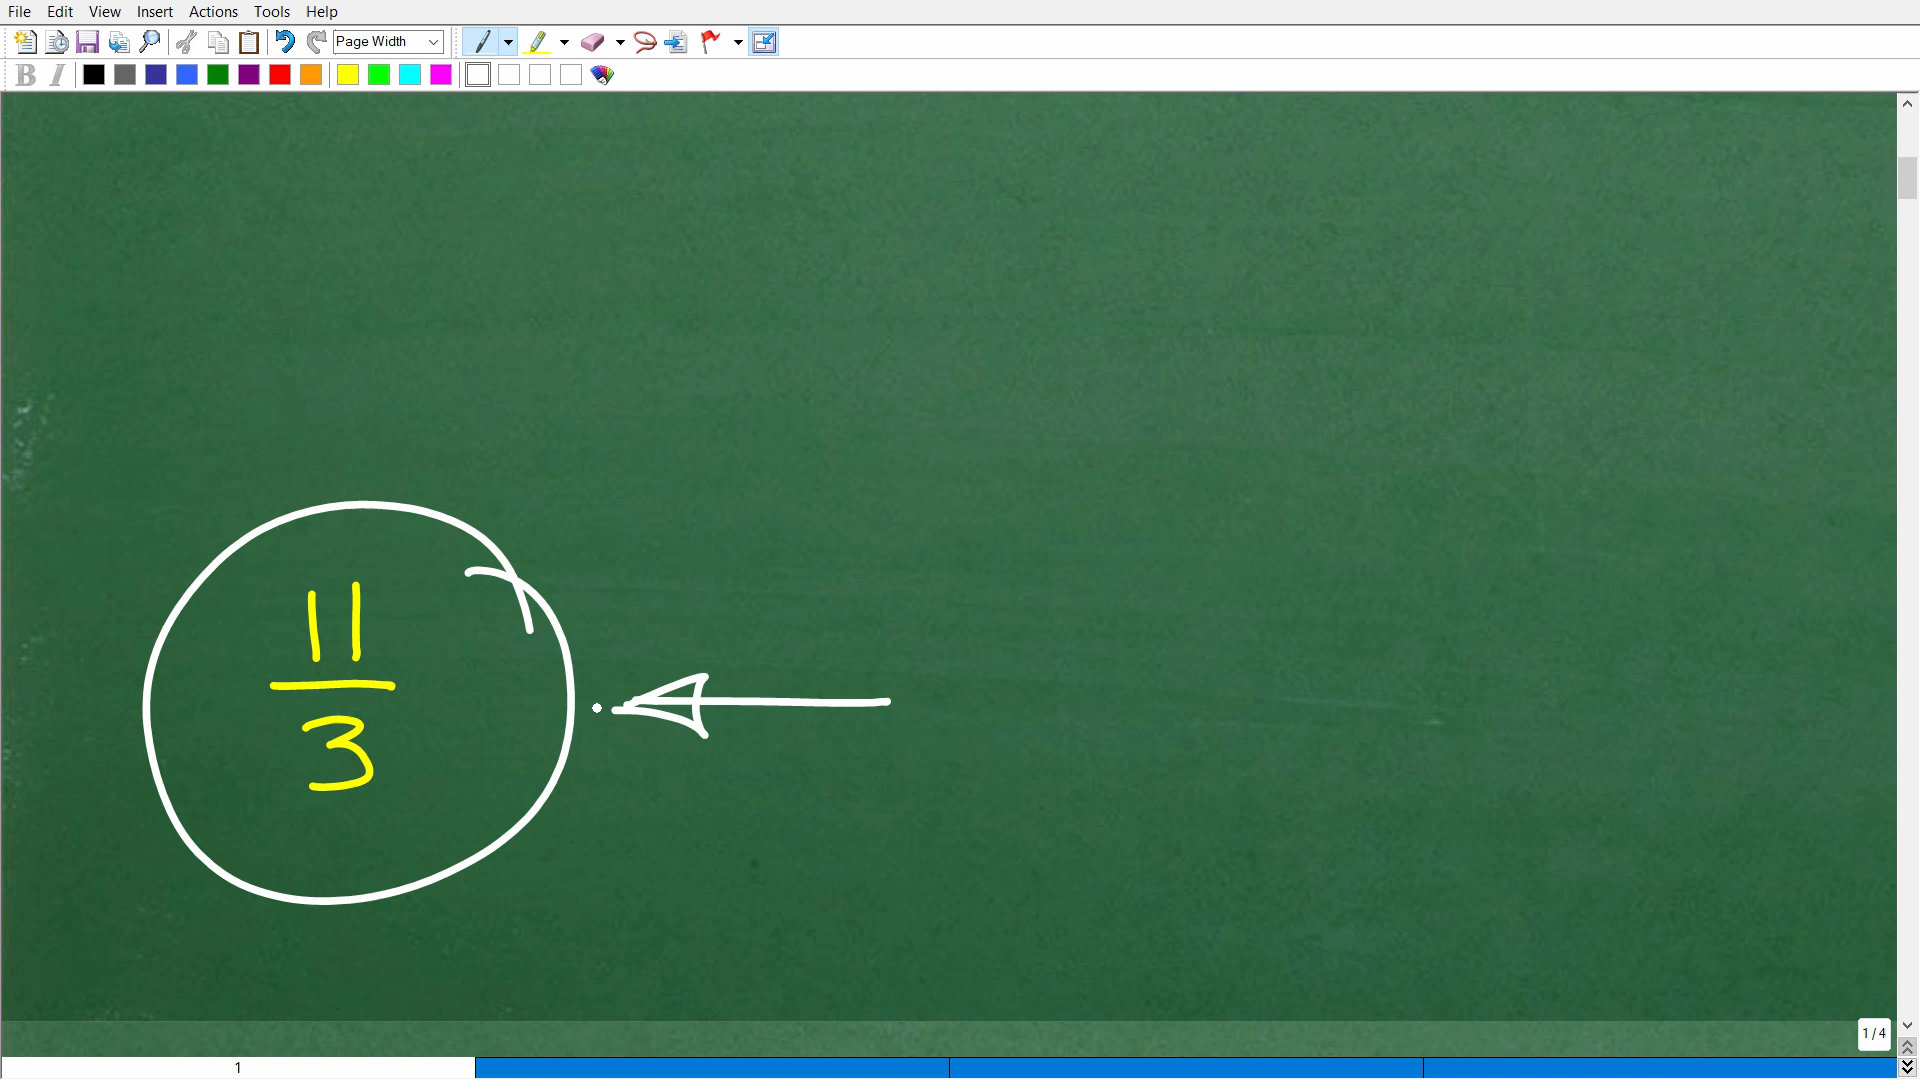 File Edit View Insert Actions Tools Help
Page Width
B I
11
3
1 / 4
1